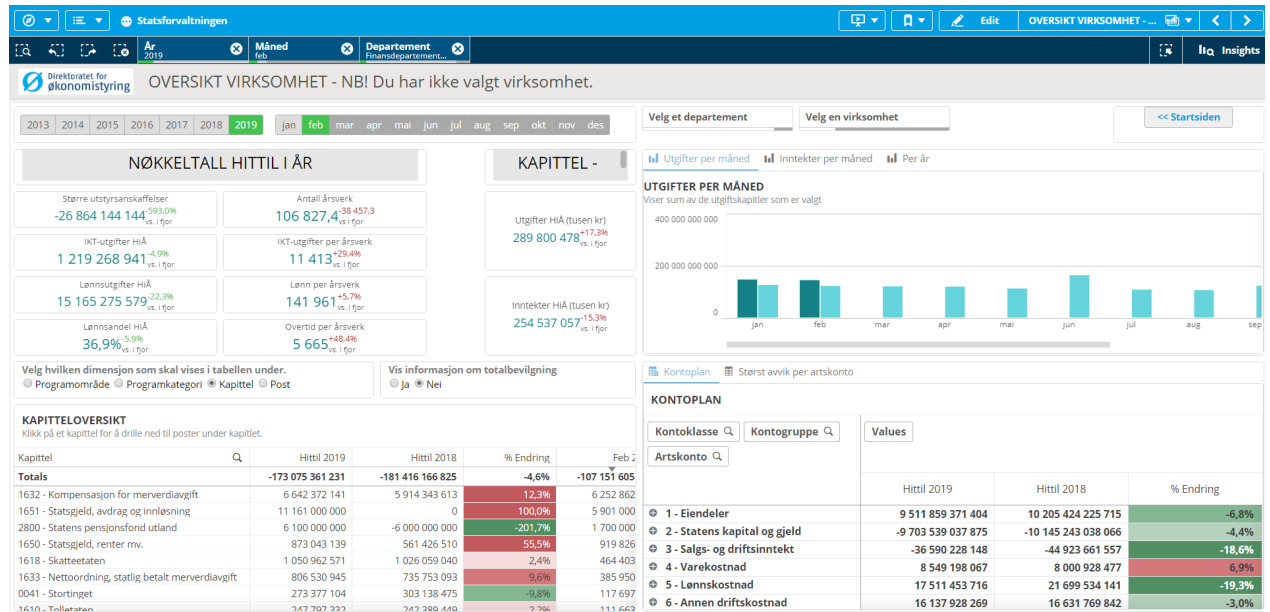 Statsforvaltningen
Edit
OVERSIKT VIRKSOMHET - ...
År
2019
Måned
feb
Departement
Finansdepartement...
Insights
Direktoratet for
økonomistyring
OVERSIKT VIRKSOMHET - NB! Du har ikke valgt virksomhet.
2013 2014 2015 2016 2017 2018 2019
jan feb mar apr mai jun jul aug sep okt nov des
Velg et departement
Velg en virksomhet
<< Startsiden
NØKKELTALL HITTIL I ÅR
KAPITTEL -
Større utstyrsanskaffelser
-26 864 144 144 -593,0% vs. i fjor
Antall årsverk
106 827,4 -38 457,3 vs i fjor
IKT-utgifter HiÅ
1 219 268 941 -4,9% vs. i fjor
IKT-utgifter per årsverk
11 413 +29,4% vs. i fjor
Lønnsutgifter HiÅ
15 165 275 579 -22,3% vs. i fjor
Lønn per årsverk
141 961 +5,7% vs. i fjor
Lønnsandel HiÅ
36,9% -5,9% vs. i fjor
Overtid per årsverk
5 665 +48,4% vs. i fjor
Utgifter HiÅ (tusen kr)
289 800 478 +17,3% vs. i fjor
Inntekter HiÅ (tusen kr)
254 537 057 -15,3% vs. i fjor
Utgifter per måned Inntekter per måned Per år
UTGIFTER PER MÅNED
Viser sum av de utgiftskapitler som er valgt
400 000 000 000
200 000 000 000
0
jan feb mar apr mai jun jul aug sep
Velg hvilken dimensjon som skal vises i tabellen under.
Programområde Programkategori Kapittel Post
Vis informasjon om totalbevilgning
Ja Nei
KAPITTELOVERSIKT
Klikk på et kapittel for å drille ned til poster under kapitlet.
Kapittel Hittil 2019 Hittil 2018 % Endring Feb 2
Totals -173 075 361 231 -181 416 166 825 -4,6% -107 151 605
1632 - Kompensasjon for merverdiavgift 6 642 372 141 5 914 343 613 12,3% 6 252 862
1651 - Statsgjeld, avdrag og innløsning 11 161 000 000 0 100,0% 5 901 000
2800 - Statens pensjonsfond utland 6 100 000 000 -6 000 000 000 -201,7% 1 700 000
1650 - Statsgjeld, renter mv. 873 043 139 561 426 510 55,5% 919 826
1618 - Skatteetaten 1 050 962 571 1 026 059 040 2,4% 464 403
1633 - Nettoordning, statlig betalt merverdiavgift 806 530 945 735 753 093 9,6% 385 950
0041 - Stortinget 273 377 104 303 138 475 -9,8% 117 697
1610 - Tolletaten 247 797 332 242 389 449 2,2% 111 663
Kontoplan Størst avvik per artskonto
KONTOPLAN
Kontoklasse Kontogruppe Values
Artskonto
Hittil 2019 Hittil 2018 % Endring
1 - Eiendeler 9 511 859 371 404 10 205 424 225 715 -6,8%
2 - Statens kapital og gjeld -9 703 539 037 875 -10 145 243 038 066 -4,4%
3 - Salgs- og driftsinntekt -36 590 228 148 -44 923 661 557 -18,6%
4 - Varekostnad 8 549 198 067 8 000 928 477 6,9%
5 - Lønnskostnad 17 511 453 716 21 699 534 141 -19,3%
6 - Annen driftskostnad 16 137 928 269 16 631 769 842 -3,0%